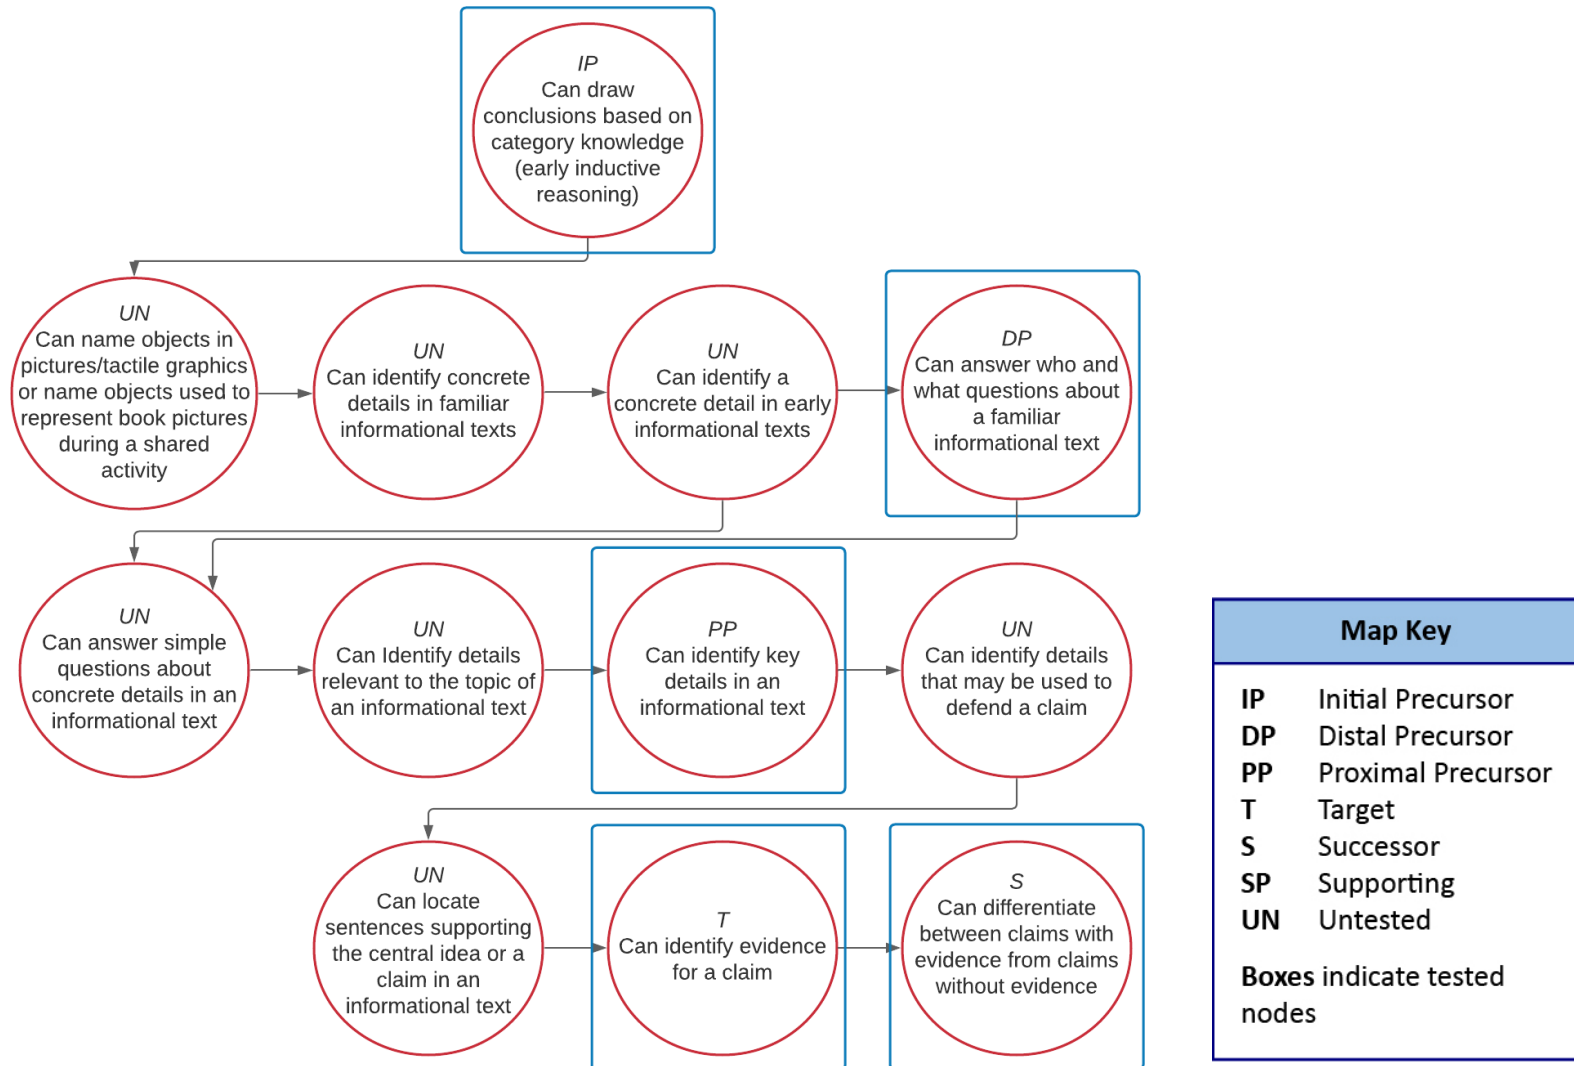 IP
Can draw
conclusions based on
category knowledge
(early inductive
reasoning)
UN
Can name objects in
pictures/tactile graphics
or name objects used to
represent book pictures
during a shared
activity
UN
Can identify concrete
details in familiar
informational texts
UN
Can identify a
concrete detail in early
informational texts
DP
Can answer who and
what questions about
a familiar
informational text
UN
Can answer simple
questions about
concrete details in an
informational text
UN
Can Identify details
relevant to the topic of
an informational text
PP
Can identify key
details in an
informational text
UN
Can identify details
that may be used to
defend a claim
UN
Can locate
sentences supporting
the central idea or a
claim in an
informational text
T
Can identify evidence
for a claim
S
Can differentiate
between claims with
evidence from claims
without evidence
Map Key
IP Initial Precursor
DP Distal Precursor
PP Proximal Precursor
T Target
S Successor
SP Supporting
UN Untested
Boxes indicate tested
nodes